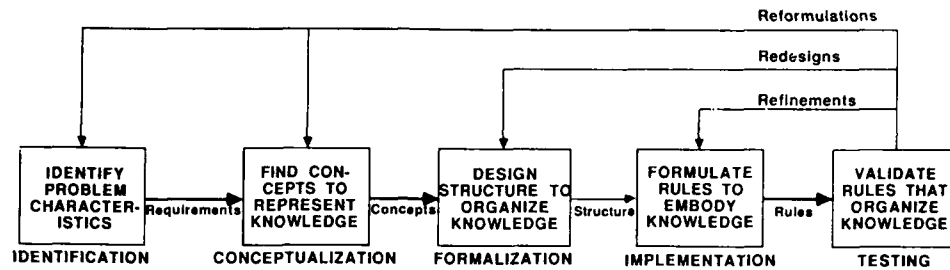 Reformulations
Redesigns
Refinements
IDENTIFY
PROBLEM
CHARACTER-
ISTICS
Requirements
FIND CON-
CEPTS TO
REPRESENT
KNOWLEDGE
Concepts
DESIGN
STRUCTURE TO
ORGANIZE
KNOWLEDGE
Structure
FORMULATE
RULES TO
EMBODY
KNOWLEDGE
Rules
VALIDATE
RULES THAT
ORGANIZE
KNOWLEDGE
IDENTIFICATION
CONCEPTUALIZATION
FORMALIZATION
IMPLEMENTATION
TESTING